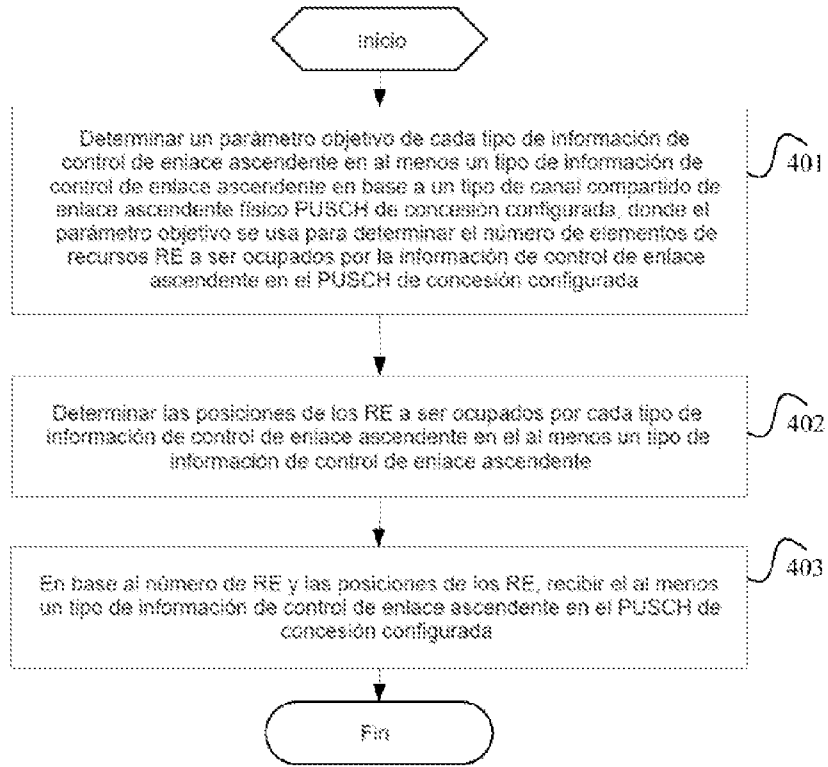 Inicio
Determinar un parámetro objetivo de cada tipo de información de
control de enlace ascendente en al menos un tipo de información de
control de enlace ascendente en base a un tipo de canal compartido de
enlace ascendente físico PUSCH de concesión configurada, donde el
parámetro objetivo se usa para determinar el número de elementos de
recursos RE a ser ocupados por la información de control de enlace
ascendente en el PUSCH de concesión configurada
401
Determinar las posiciones de los RE a ser ocupados por cada tipo de
información de control de enlace ascendente en el al menos un tipo de
información de control de enlace ascendente
402
En base al número de RE y las posiciones de los RE, recibir el al menos
un tipo de información de control de enlace ascendente en el PUSCH de
concesión configurada
403
Fin